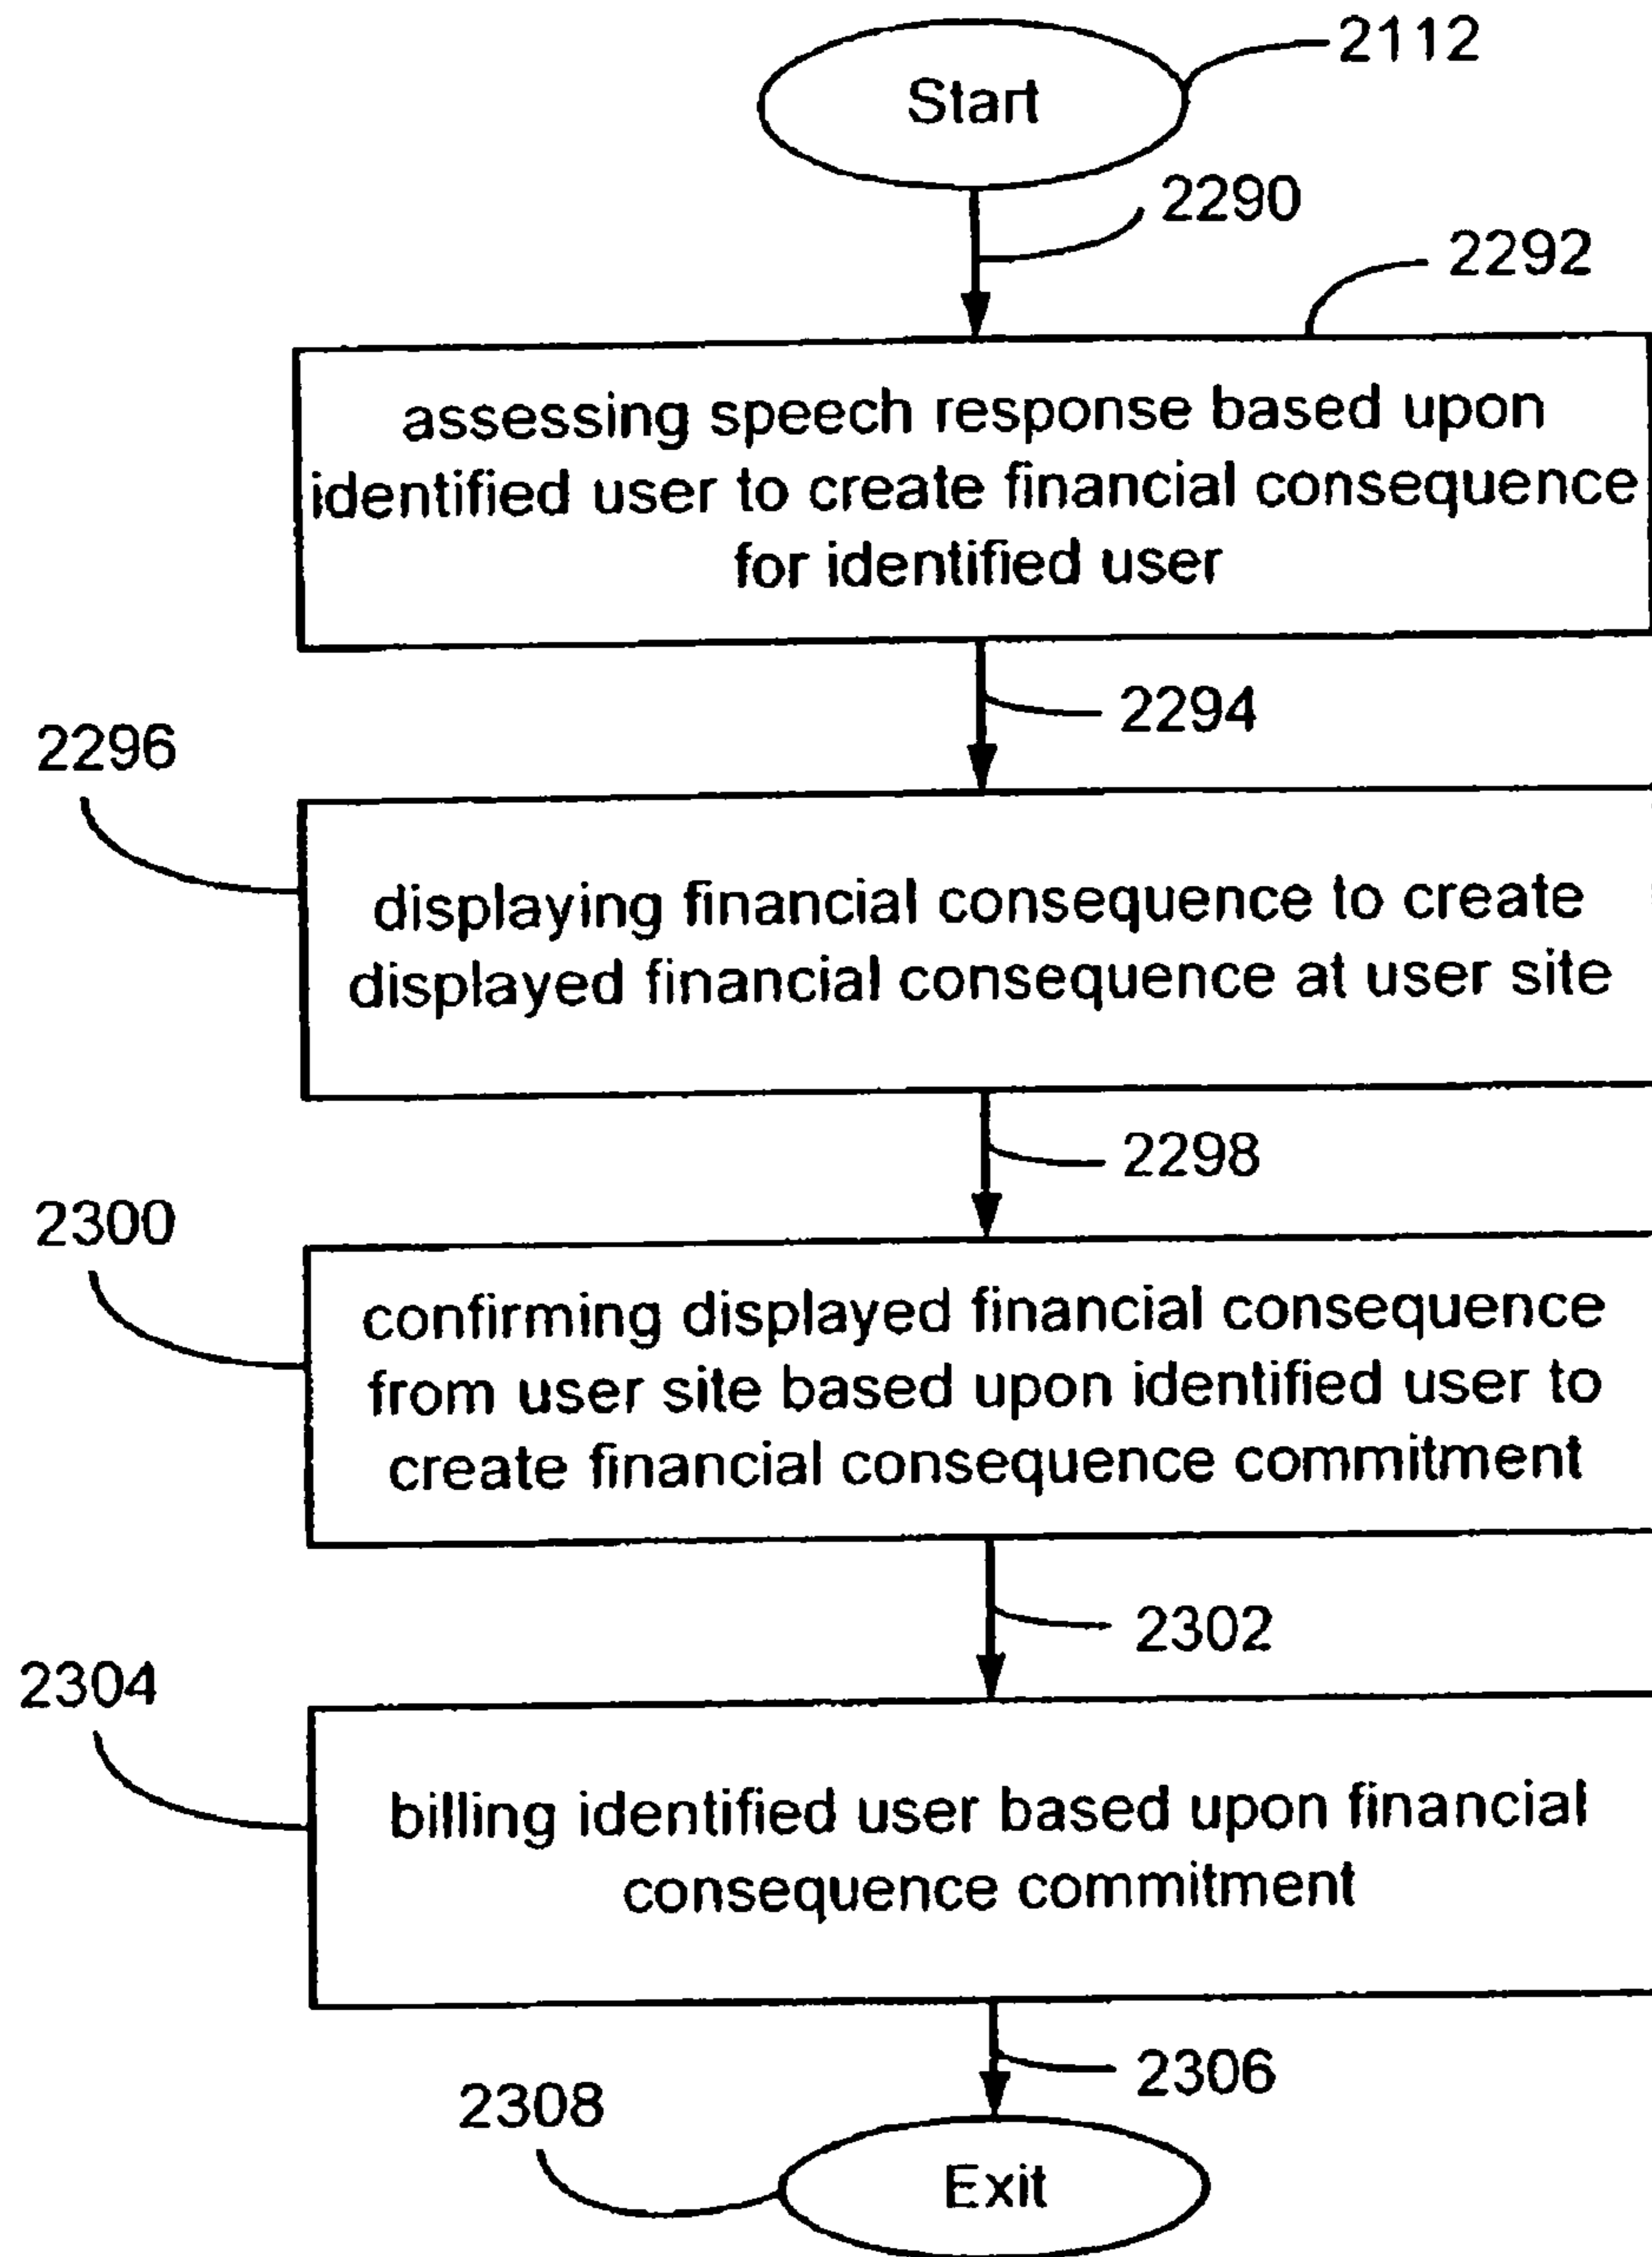 Start
2112
2290
2292
assessing speech response based upon
identified user to create financial consequence
for identified user
2294
2296
displaying financial consequence to create
displayed financial consequence at user site
2298
2300
confirming displayed financial consequence
from user site based upon identified user to
create financial consequence commitment
2302
2304
billing identified user based upon financial
consequence commitment
2306
2308
Exit